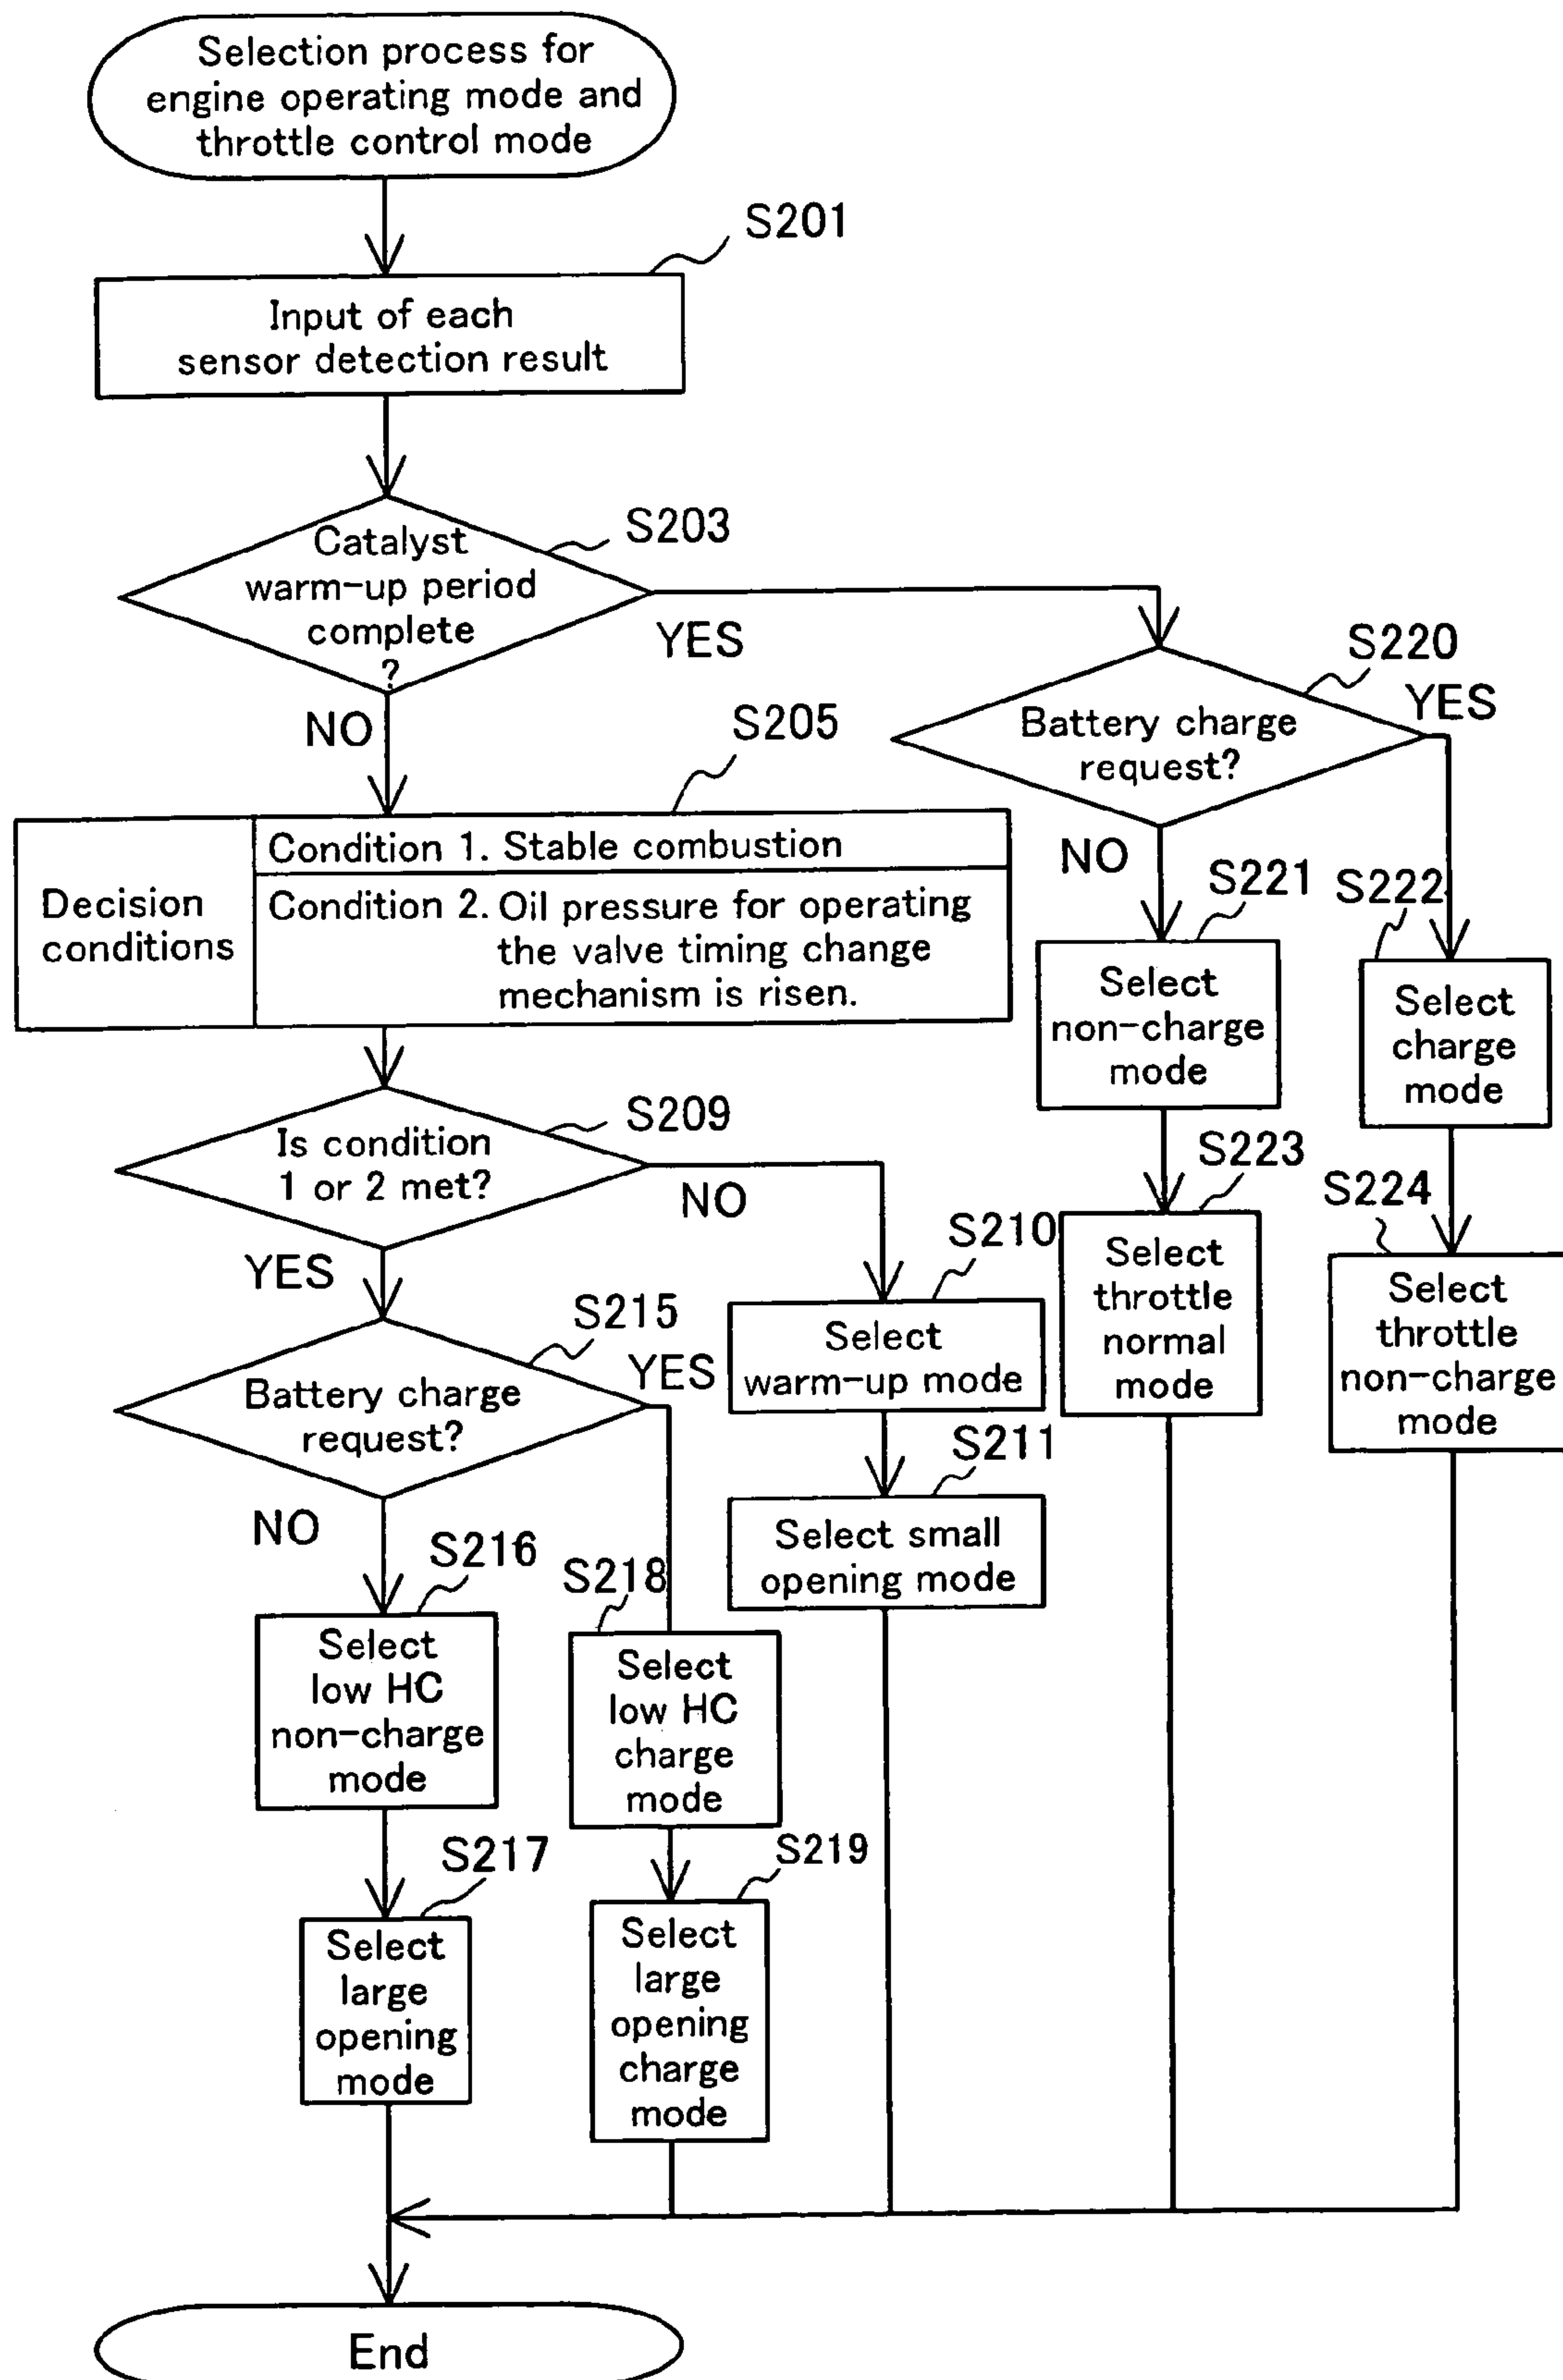 Selection process for
engine operating mode and
throttle control mode
S201
Input of each
sensor detection result
S203
Catalyst
warm-up period
complete
?
YES
NO
S220
Battery charge
request?
YES
NO
S205
Decision
conditions
Condition 1. Stable combustion
Condition 2. Oil pressure for operating
the valve timing change
mechanism is risen.
S221
Select
non-charge
mode
S222
Select
charge
mode
S209
Is condition
1 or 2 met?
NO
YES
S223
Select
throttle
normal
mode
S224
Select
throttle
non-charge
mode
S210
Select
warm-up mode
S211
Select small
opening mode
S215
Battery charge
request?
YES
NO
S216
Select
low HC
non-charge
mode
S218
Select
low HC
charge
mode
S217
Select
large
opening
mode
S219
Select
large
opening
charge
mode
End